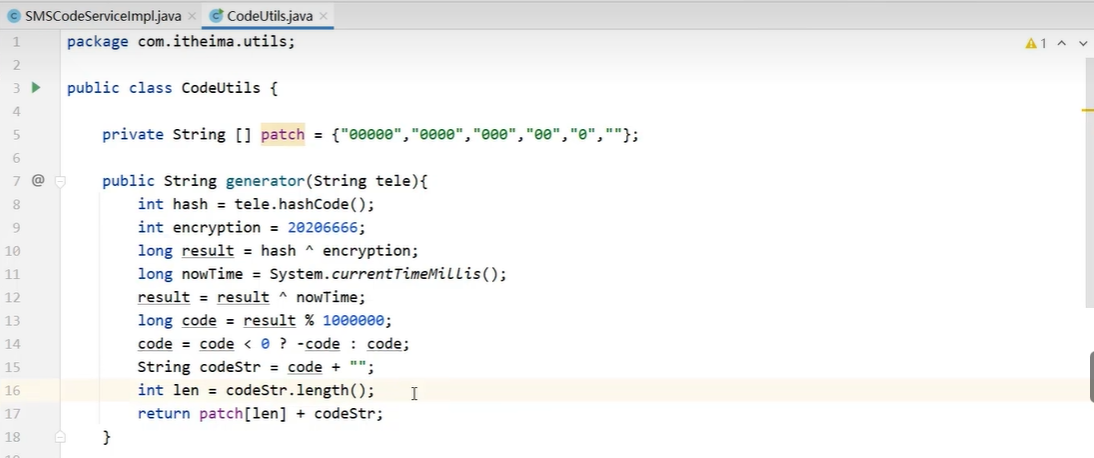 SMSCodeServiceImpl.java CodeUtils.java
1 package com.itheima.utils; 1
2
3 public class CodeUtils {
4
5 private String [] patch = {"00000","0000","000","00","0",""};
6
7 @ public String generator(String tele){
8 int hash = tele.hashCode();
9 int encryption = 20206666;
10 long result = hash ^ encryption;
11 long nowTime = System.currentTimeMillis();
12 result = result ^ nowTime;
13 long code = result % 1000000;
14 code = code < 0 ? -code : code;
15 String codeStr = code + "";
16 int len = codeStr.length();
17 return patch[len] + codeStr;
18 }